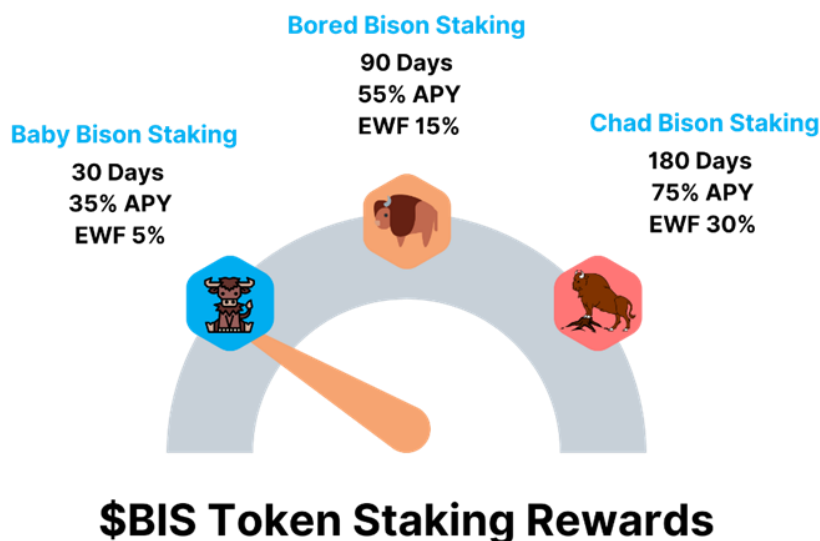 Bored Bison Staking
90 Days
55% APY
EWF 15%
Baby Bison Staking
30 Days
35% APY
EWF 5%
Chad Bison Staking
180 Days
75% APY
EWF 30%
$BIS Token Staking Rewards